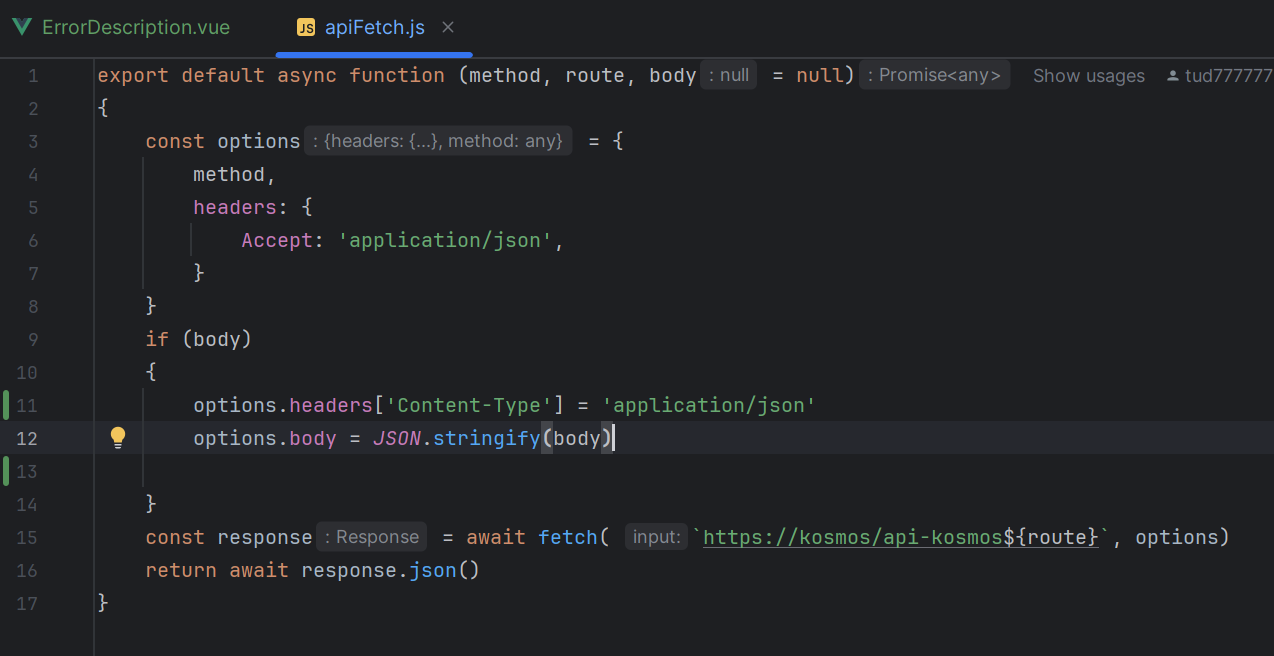 ErrorDescription.vue JS apiFetch.js
1 export default async function (method, route, body : null = null) : Promise<any> Show usages tud777777
2 {
3 const options : {headers: {...}, method: any} = {
4 method,
5 headers: {
6 Accept: 'application/json',
7 }
8 }
9 if (body)
10 {
11 options.headers['Content-Type'] = 'application/json'
12 options.body = JSON.stringify(body)
13
14 }
15 const response : Response = await fetch( input: `https://kosmos/api-kosmos${route}`, options)
16 return await response.json()
17 }